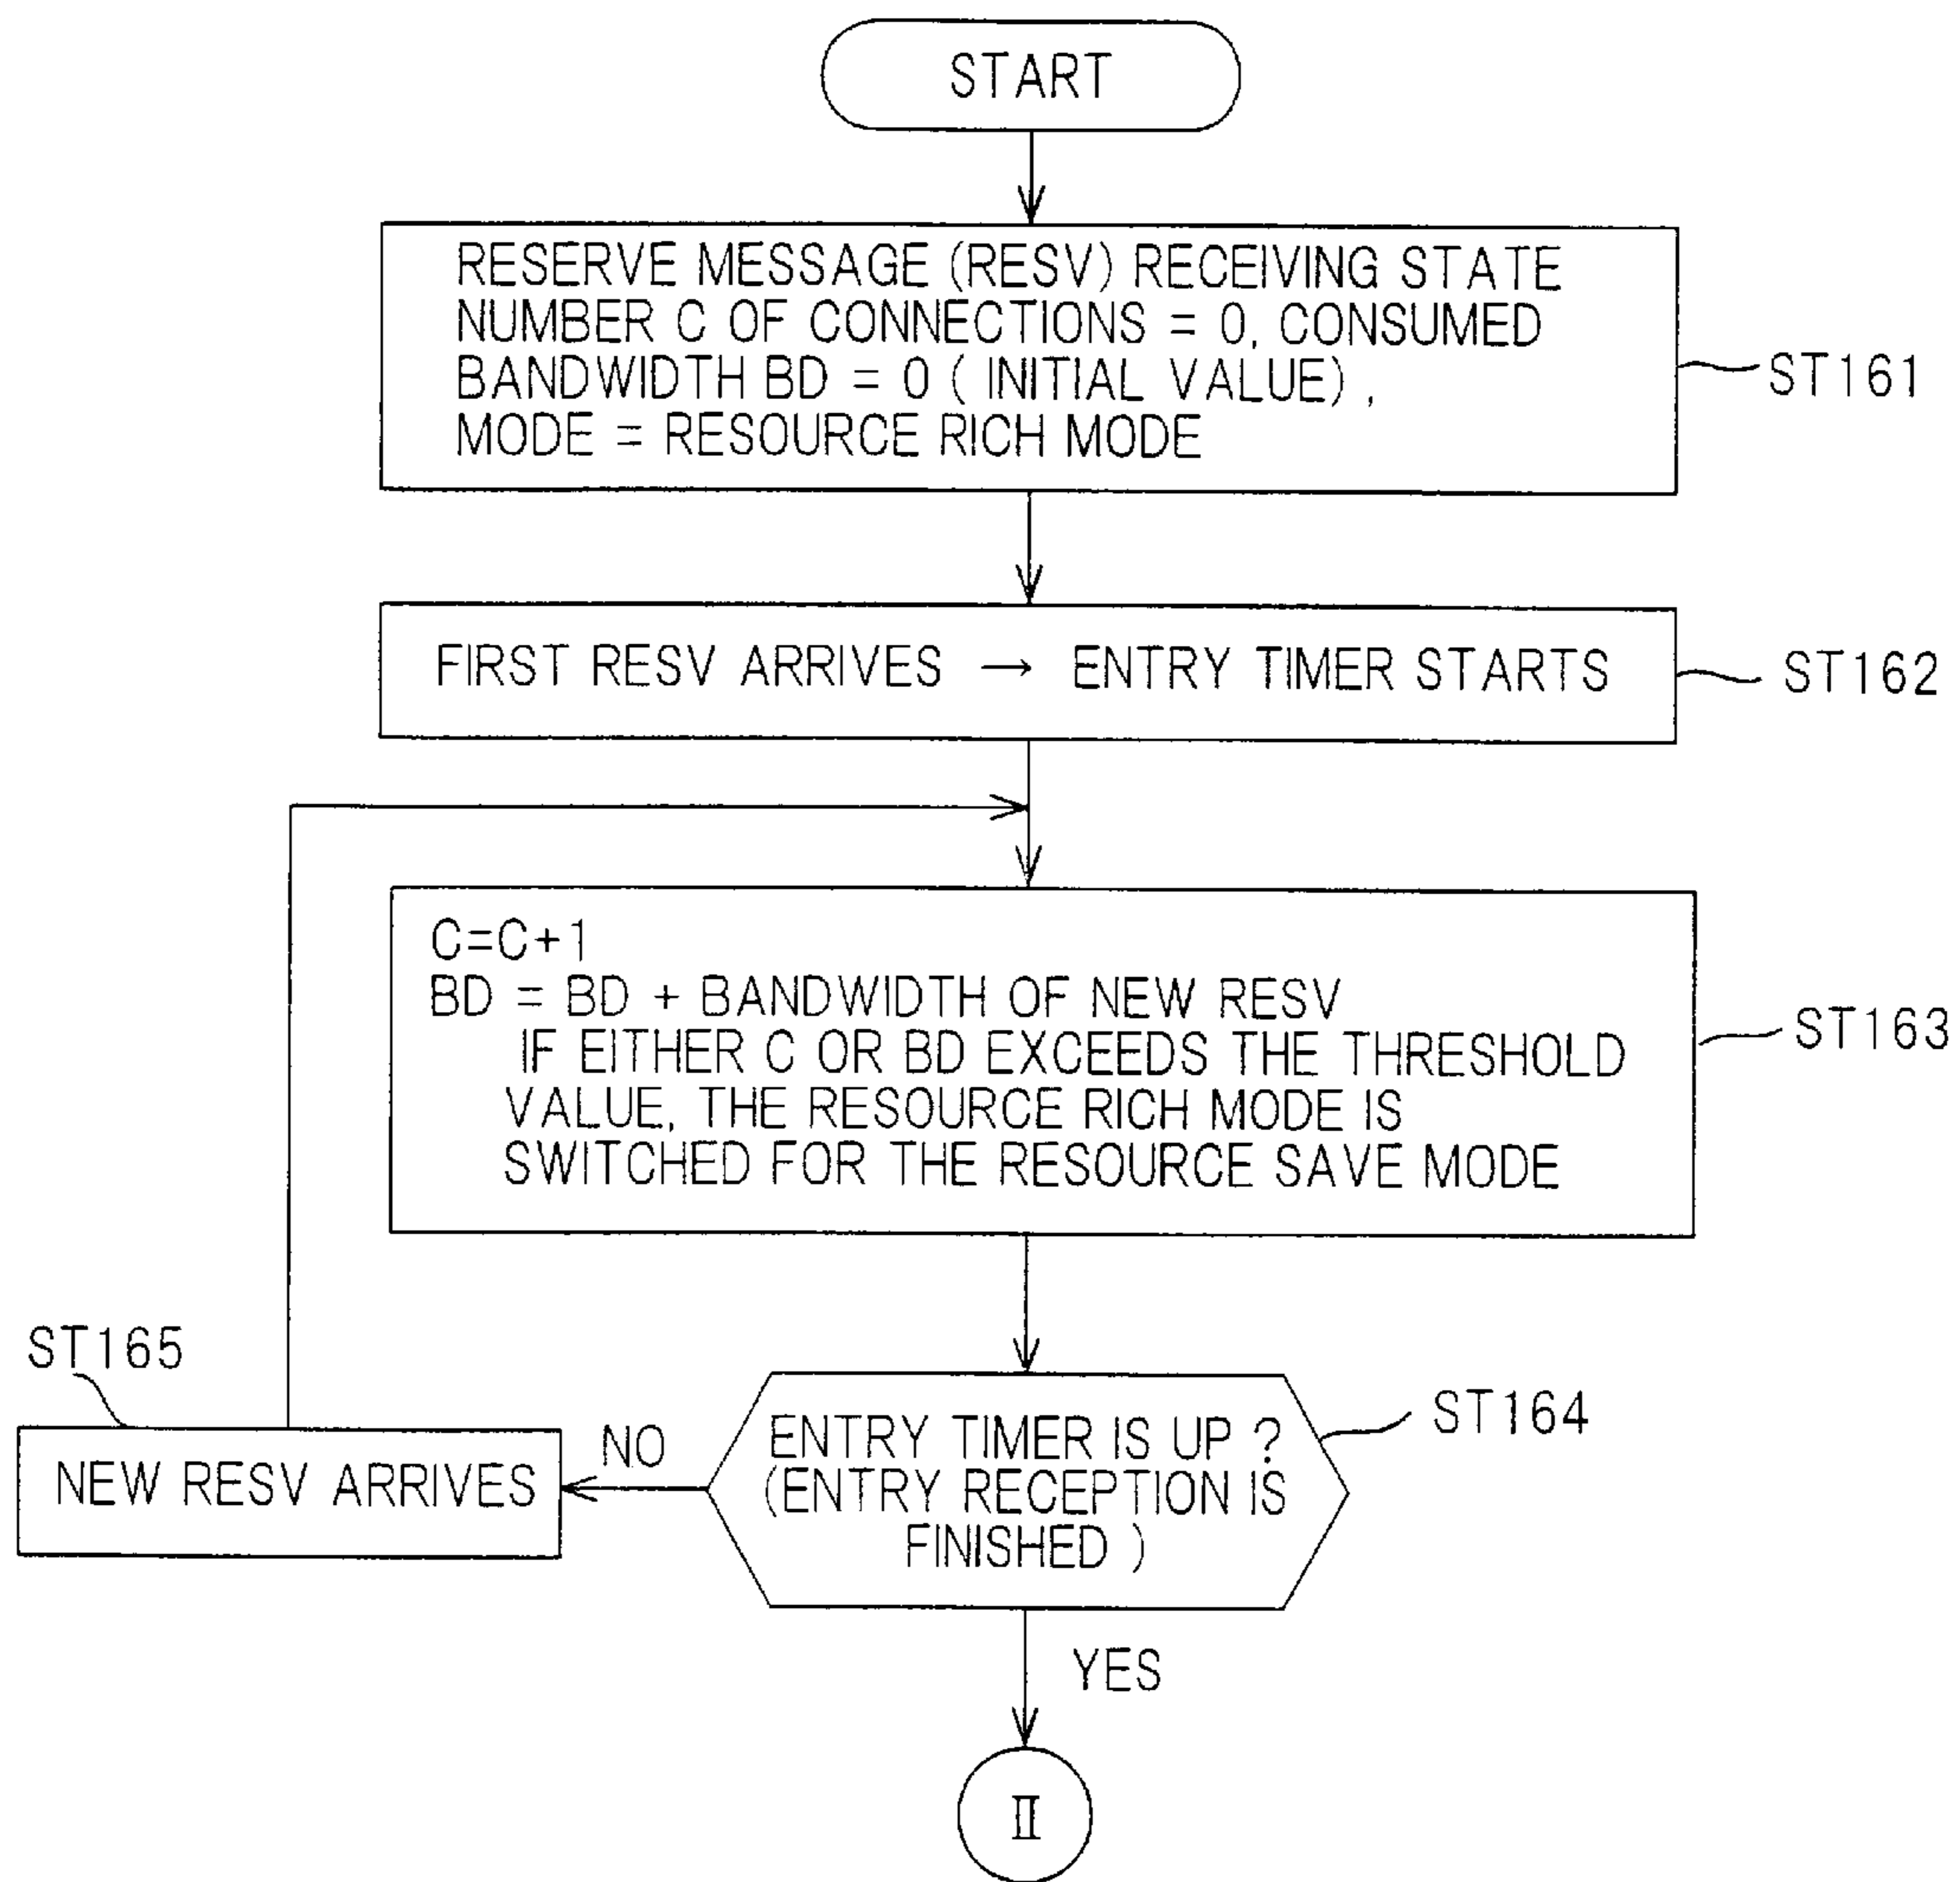 START
RESERVE MESSAGE (RESV) RECEIVING STATE
NUMBER C OF CONNECTIONS = 0, CONSUMED
BANDWIDTH BD = 0 ( INITIAL VALUE) ,
MODE = RESOURCE RICH MODE
ST161
FIRST RESV ARRIVES → ENTRY TIMER STARTS
ST162
C=C+1
BD = BD + BANDWIDTH OF NEW RESV
IF EITHER C OR BD EXCEEDS THE THRESHOLD
VALUE, THE RESOURCE RICH MODE IS
SWITCHED FOR THE RESOURCE SAVE MODE
ST163
ENTRY TIMER IS UP ?
(ENTRY RECEPTION IS
FINISHED )
ST164
NO
ST165
NEW RESV ARRIVES
YES
II